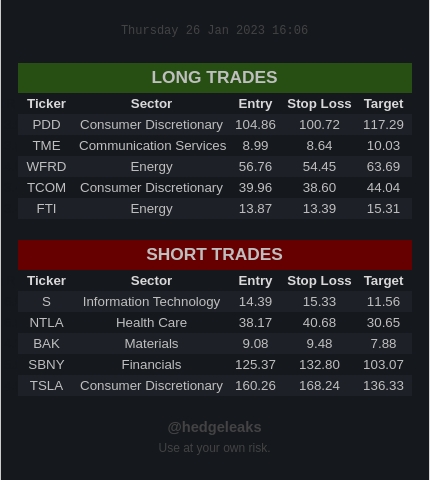 Thursday 26 Jan 2023 16:06
LONG TRADES
Ticker Sector Entry Stop Loss Target
PDD Consumer Discretionary 104.86 100.72 117.29
TME Communication Services 8.99 8.64 10.03
WFRD Energy 56.76 54.45 63.69
TCOM Consumer Discretionary 39.96 38.60 44.04
FTI Energy 13.87 13.39 15.31
SHORT TRADES
Ticker Sector Entry Stop Loss Target
S Information Technology 14.39 15.33 11.56
NTLA Health Care 38.17 40.68 30.65
BAK Materials 9.08 9.48 7.88
SBNY Financials 125.37 132.80 103.07
TSLA Consumer Discretionary 160.26 168.24 136.33
@hedgeleaks
Use at your own risk.